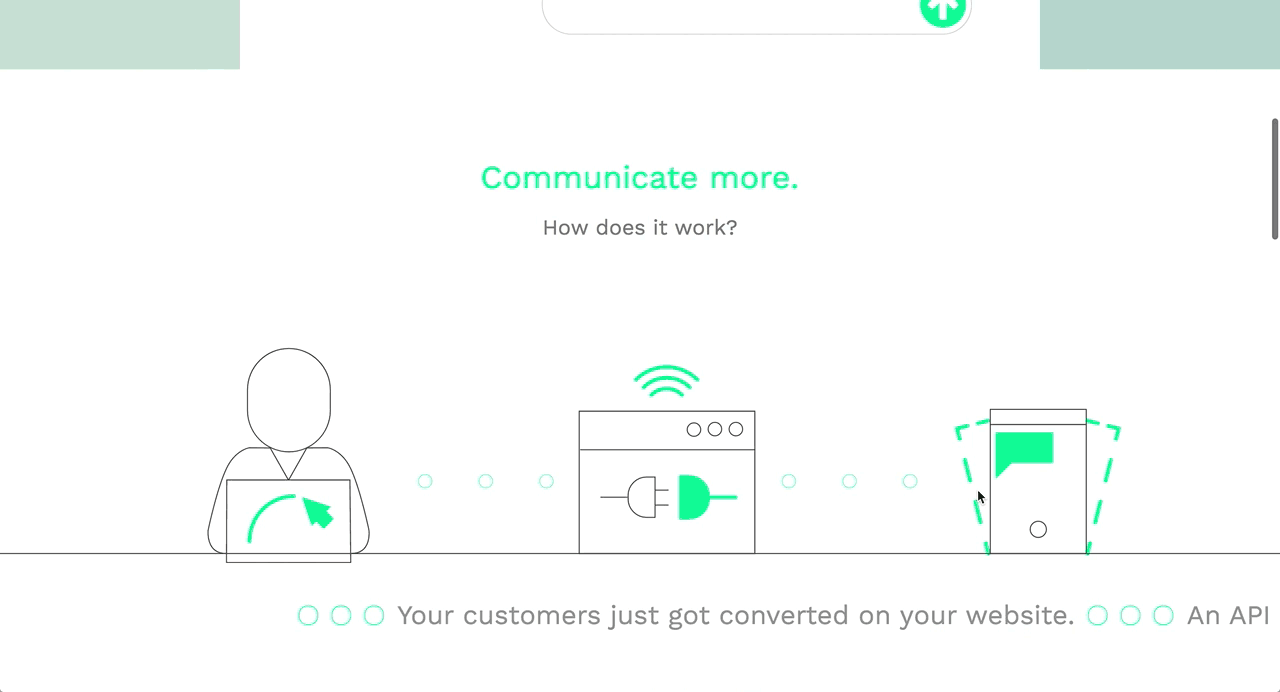 Communicate more.
How does it work?
Your customers just got converted on your website. An API